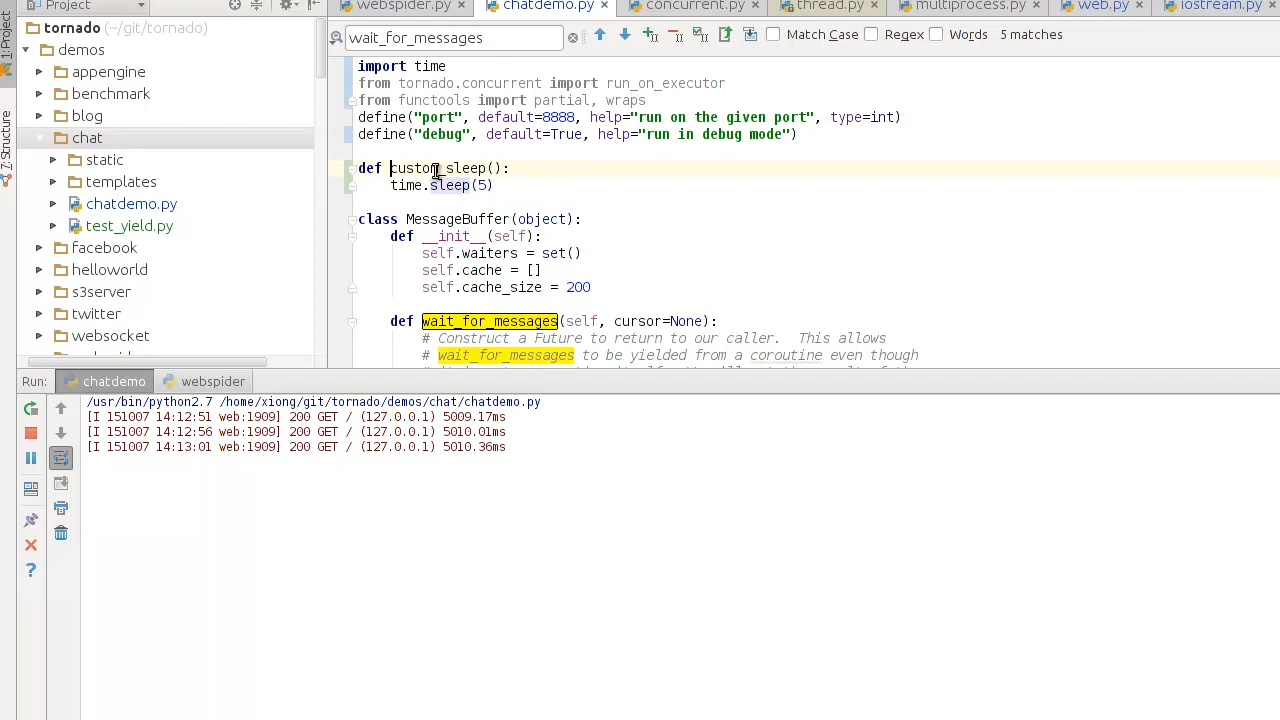 1: Project
Z: Structure
Project
webspider.py
chatdemo.py
concurrent.py
thread.py
multiprocess.py
web.py
iostream.py
tornado (~/git/tornado)
demos
appengine
benchmark
blog
chat
static
templates
chatdemo.py
test_yield.py
facebook
helloworld
s3server
twitter
websocket
wait_for_messages
Match Case
Regex
Words
5 matches
import time
from tornado.concurrent import run_on_executor
from functools import partial, wraps
define("port", default=8888, help="run on the given port", type=int)
define("debug", default=True, help="run in debug mode")
def custom_sleep():
time.sleep(5)
class MessageBuffer(object):
def __init__(self):
self.waiters = set()
self.cache = []
self.cache_size = 200
def wait_for_messages(self, cursor=None):
# Construct a Future to return to our caller.  This allows
# wait_for_messages to be yielded from a coroutine even though
Run:
chatdemo
webspider
/usr/bin/python2.7 /home/xiong/git/tornado/demos/chat/chatdemo.py
[I 151007 14:12:51 web:1909] 200 GET / (127.0.0.1) 5009.17ms
[I 151007 14:12:56 web:1909] 200 GET / (127.0.0.1) 5010.01ms
[I 151007 14:13:01 web:1909] 200 GET / (127.0.0.1) 5010.36ms